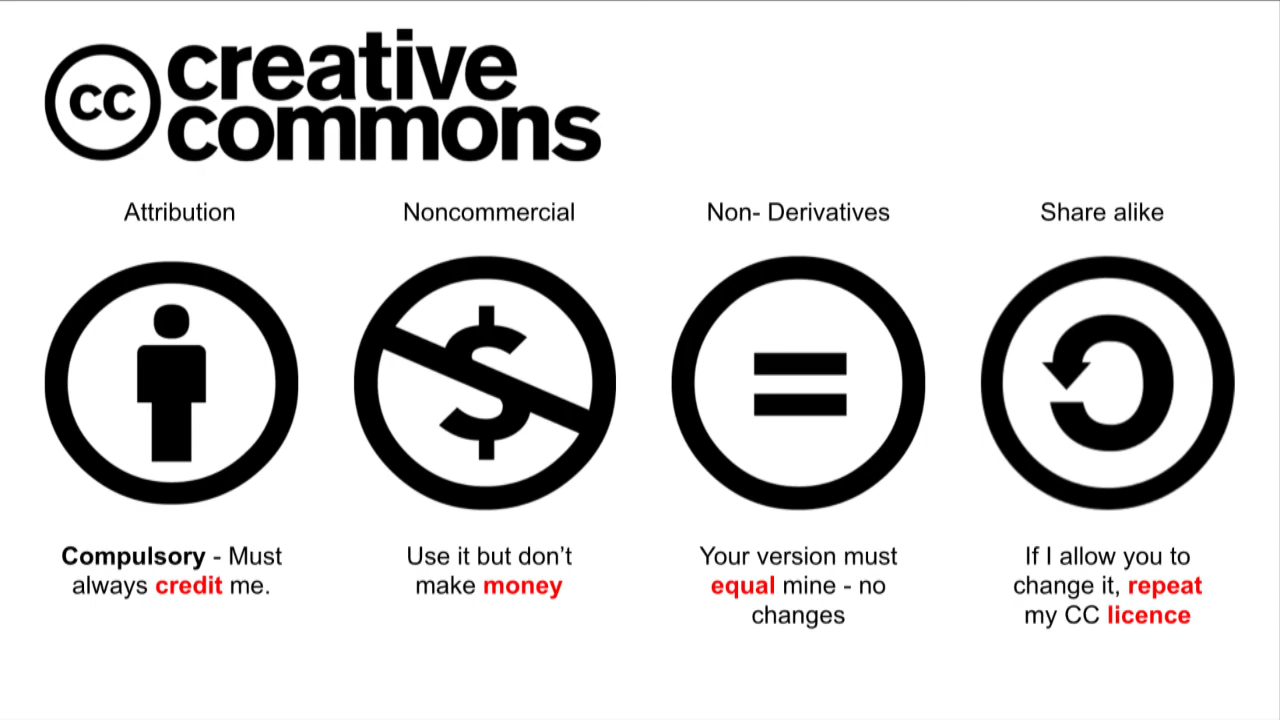 cc creative
commons
Attribution
Noncommercial
Non- Derivatives
Share alike
$
=
Compulsory - Must
always credit me.
Use it but don’t
make money
Your version must
equal mine - no
changes
If I allow you to
change it, repeat
my CC licence